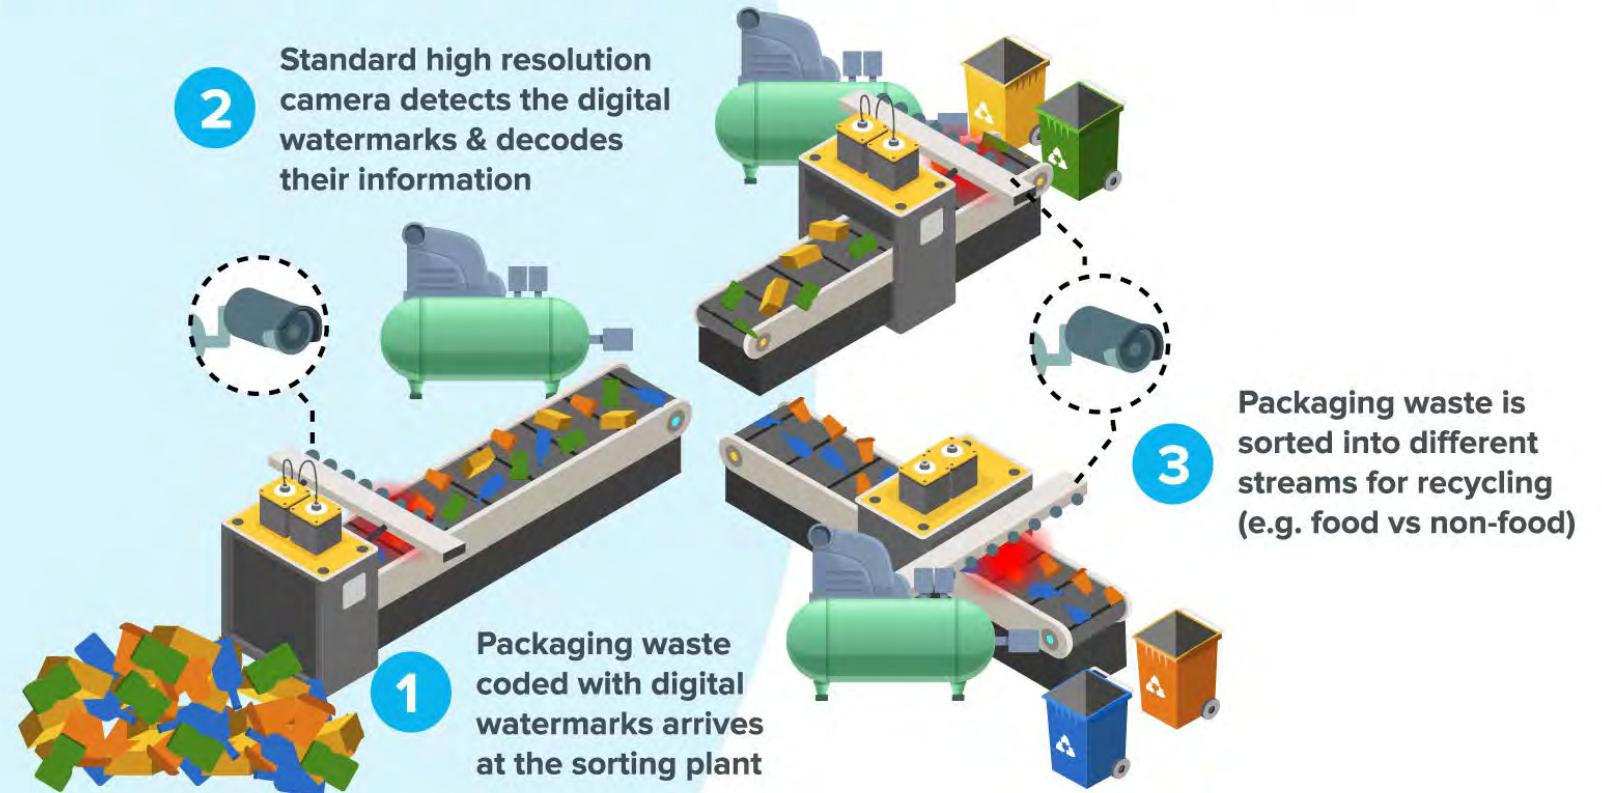 2
Standard high resolution
camera detects the digital
watermarks & decodes
their information
3
Packaging waste is
sorted into different
streams for recycling
(e.g. food vs non-food)
1
Packaging waste
coded with digital
watermarks arrives
at the sorting plant